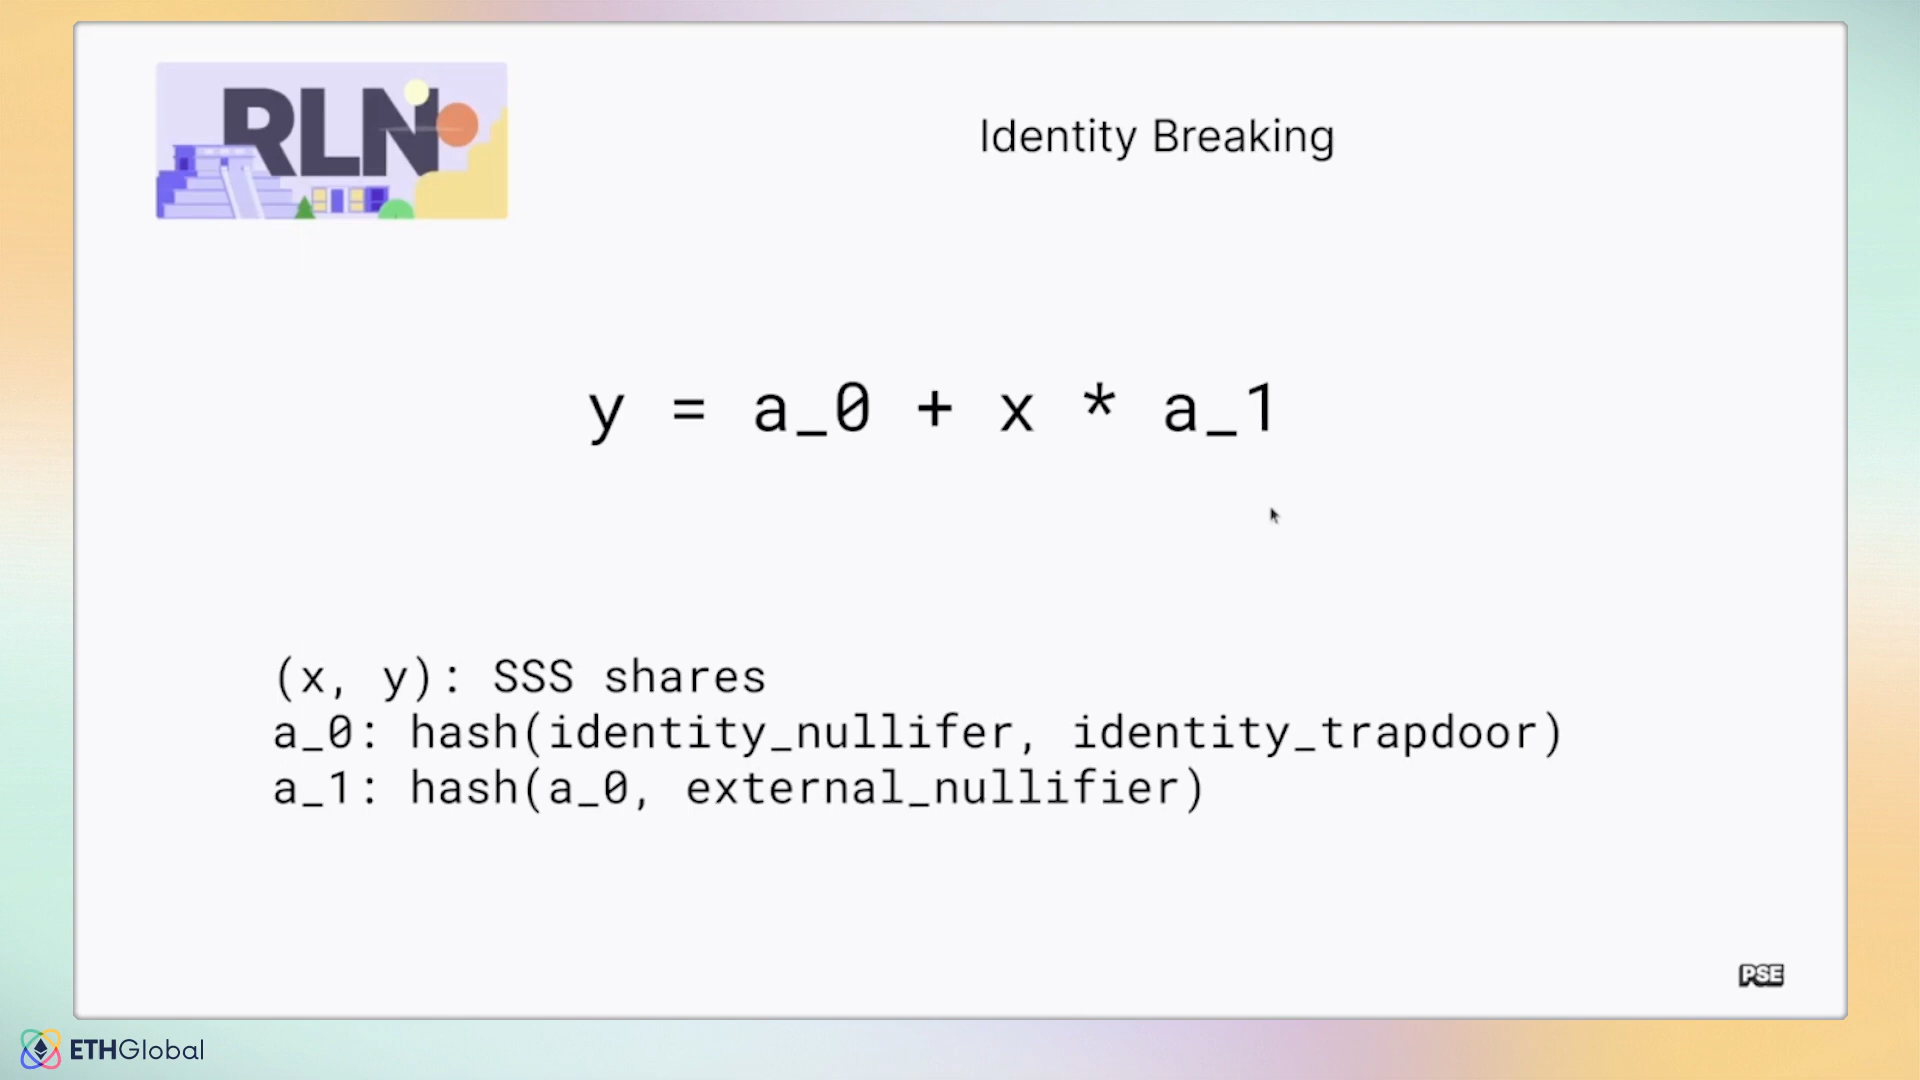 RLN
Identity Breaking
y = a_0 + x * a_1
(x, y): SSS shares
a_0: hash(identity_nullifer, identity_trapdoor)
a_1: hash(a_0, external_nullifier)
PSE
ETHGlobal